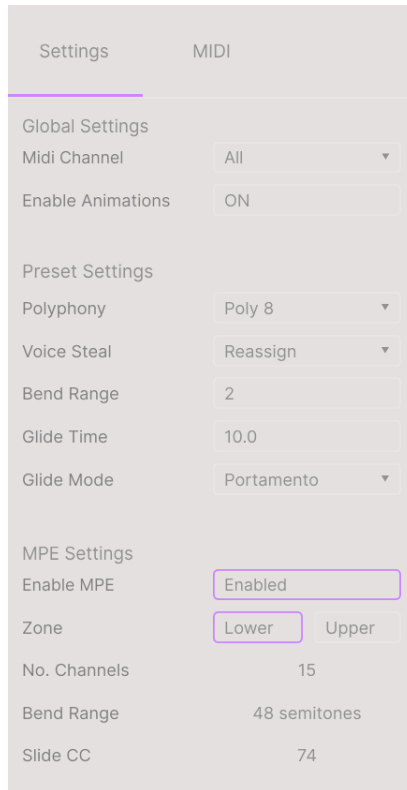 Settings MIDI
Global Settings
Midi Channel All
Enable Animations ON
Preset Settings
Polyphony Poly 8
Voice Steal Reassign
Bend Range 2
Glide Time 10.0
Glide Mode Portamento
MPE Settings
Enable MPE Enabled
Zone Lower Upper
No. Channels 15
Bend Range 48 semitones
Slide CC 74